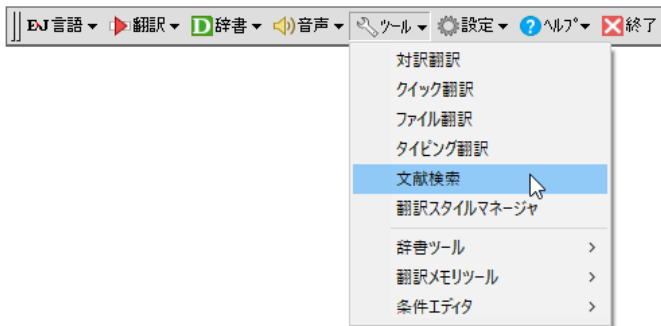 EJ言語 翻訳 辞書 音声 ツール 設定 ヘルプ 終了
対訳翻訳
クイック翻訳
ファイル翻訳
タイピング翻訳
文献検索
翻訳スタイルマネージャ
辞書ツール
翻訳メモリツール
条件エディタ